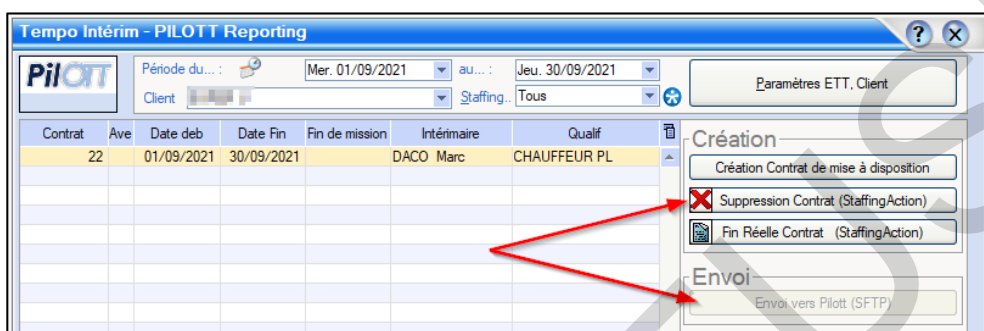 Tempo Intérim - PILOTT Reporting
? X
PilOTT
Période du... : Mer. 01/09/2021 au... : Jeu. 30/09/2021
Client Staffing.. Tous
Paramètres ETT, Client
Contrat Ave Date deb Date Fin Fin de mission Intérimaire Qualif
22 01/09/2021 30/09/2021 DACO Marc CHAUFFEUR PL
Création
Création Contrat de mise à disposition
Suppression Contrat (StaffingAction)
Fin Réelle Contrat (StaffingAction)
Envoi
Envoi vers Pilott (SFTP)